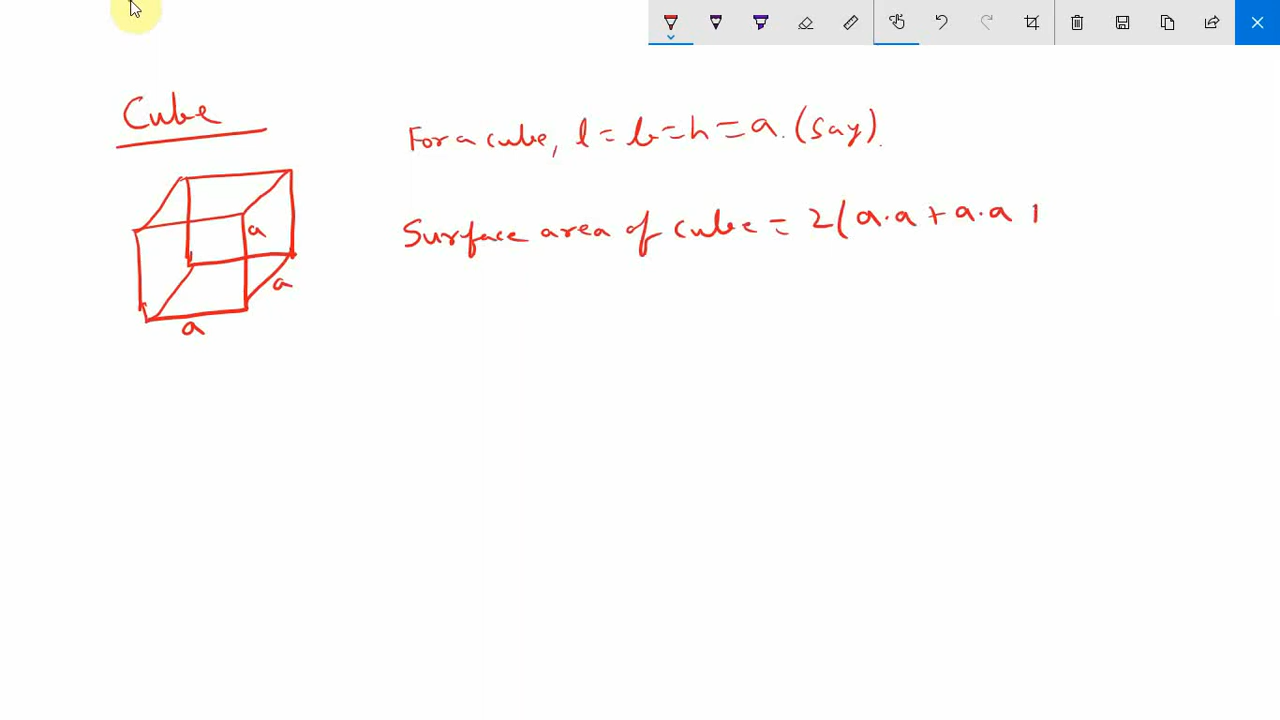 Cube
For a cube, l = b = h = a. (say).
Surface area of cube = 2(a.a + a.a
a
a
a